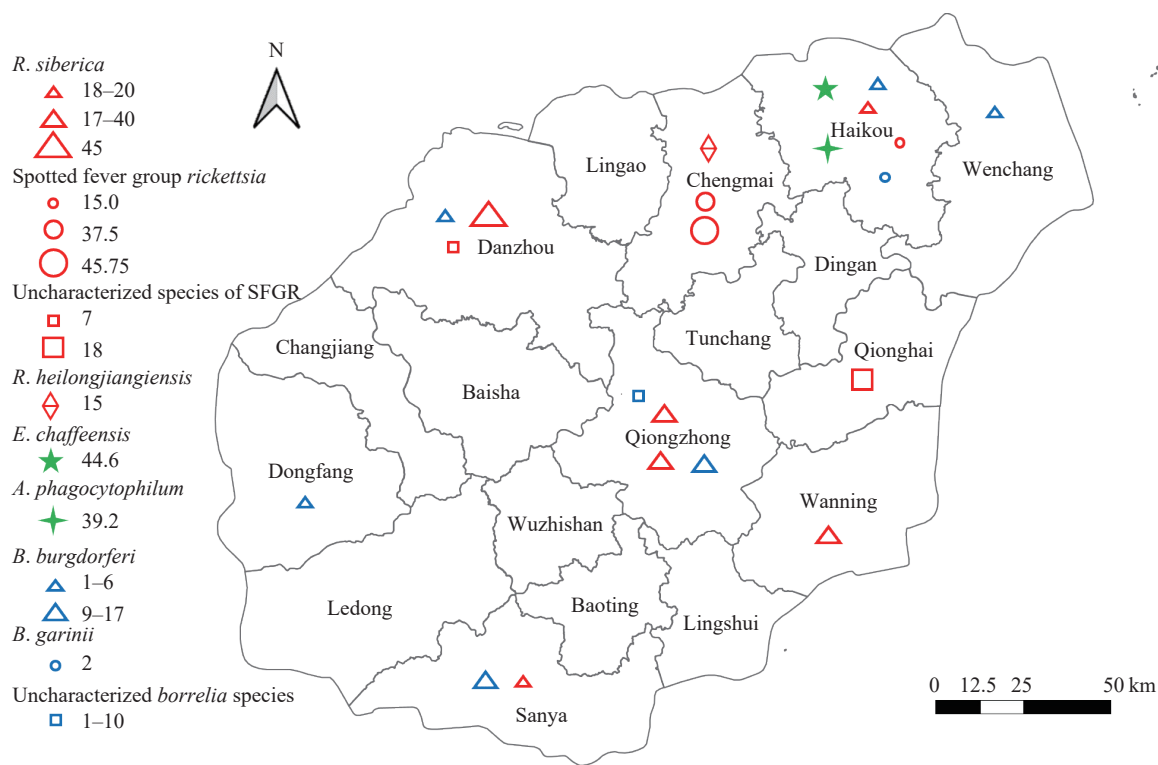 R. siberica
18–20
17–40
45
Spotted fever group rickettsia
15.0
37.5
45.75
Uncharacterized species of SFGR
7
18
R. heilongjiangiensis
15
E. chaffeensis
44.6
A. phagocytophilum
39.2
B. burgdorferi
1–6
9–17
B. garinii
2
Uncharacterized borrelia species
1–10
N
Haikou
Wenchang
Lingao
Chengmai
Danzhou
Dingan
Changjiang
Tunchang
Qionghai
Baisha
Qiongzhong
Dongfang
Wanning
Wuzhishan
Ledong
Baoting
Lingshui
Sanya
0 12.5 25 50 km